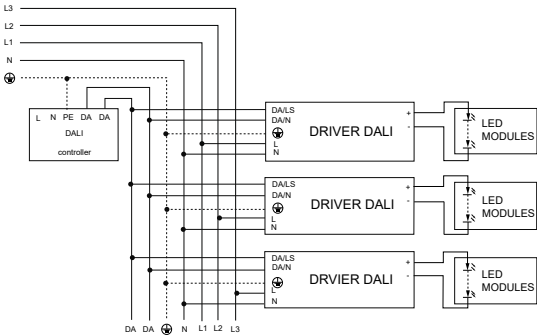 L3
L2
L1
N
L N PE DA DA
DALI
controller
DA/LS
DA/N
L
N
DRIVER DALI
+
-
LED
MODULES
DA/LS
DA/N
L
N
DRIVER DALI
+
-
LED
MODULES
DA/LS
DA/N
L
N
DRVIER DALI
+
-
LED
MODULES
DA DA N L1 L2 L3